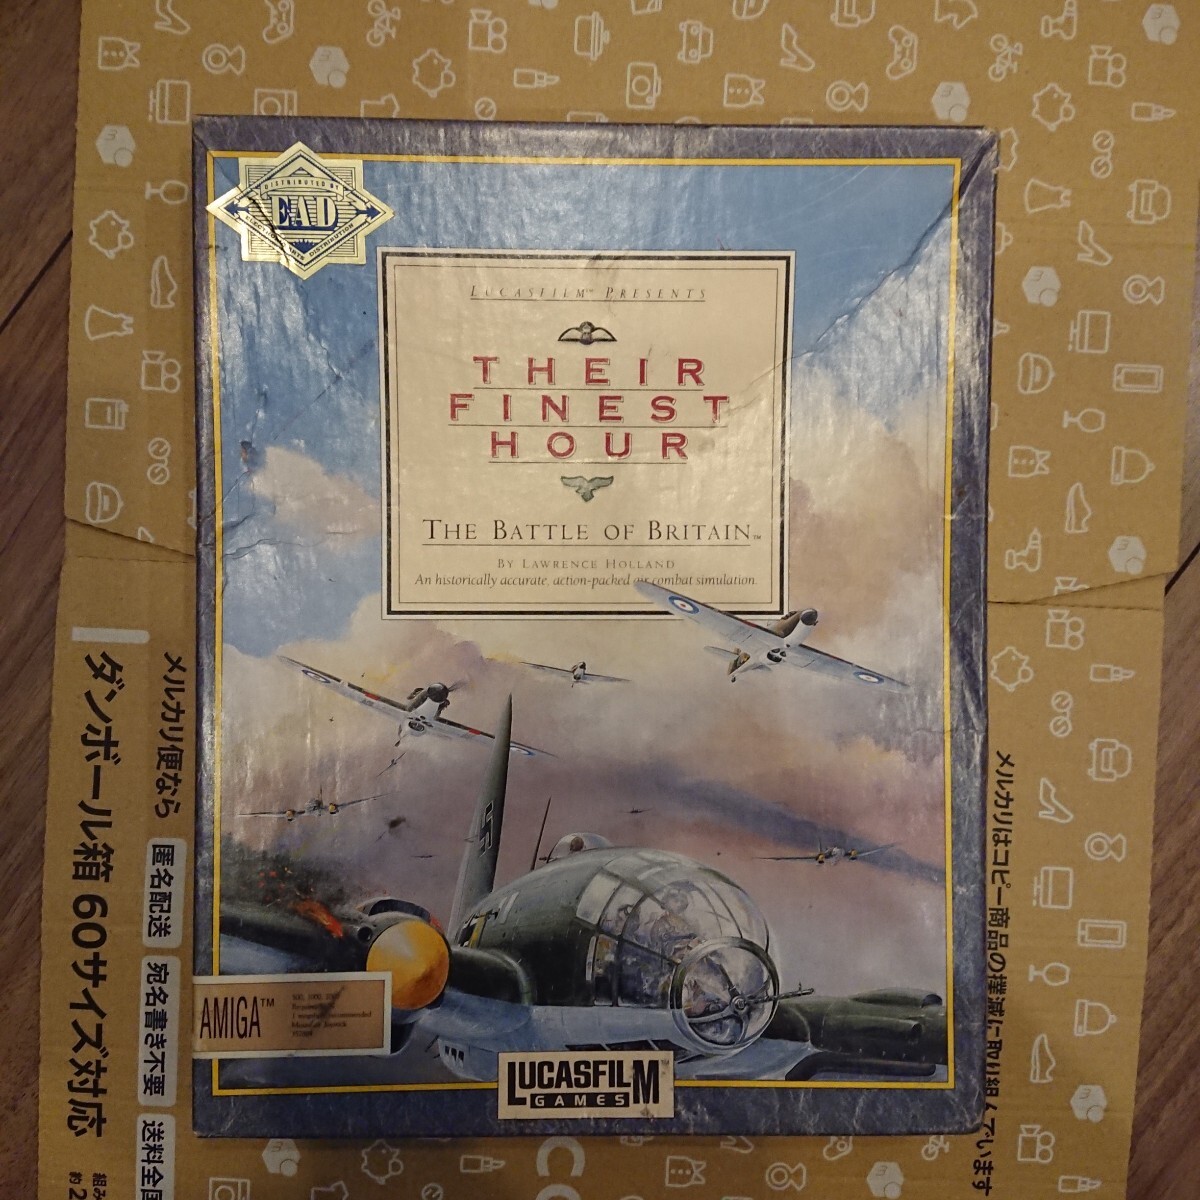 DISTRIBUTED BY
EAD
ELECTRONIC ARTS DISTRIBUTION
LUCASFILM™ PRESENTS
THEIR
FINEST
HOUR
THE BATTLE OF BRITAIN™
BY LAWRENCE HOLLAND
An historically accurate, action-packed air combat simulation.
AMIGA™
LUCASFILM™
GAMES
メルカリ便なら 匿名配送 宛名書き不要 送料全国
ダンボール箱 60サイズ対応
メルカリはコピー商品の撲滅に取り組んでいます